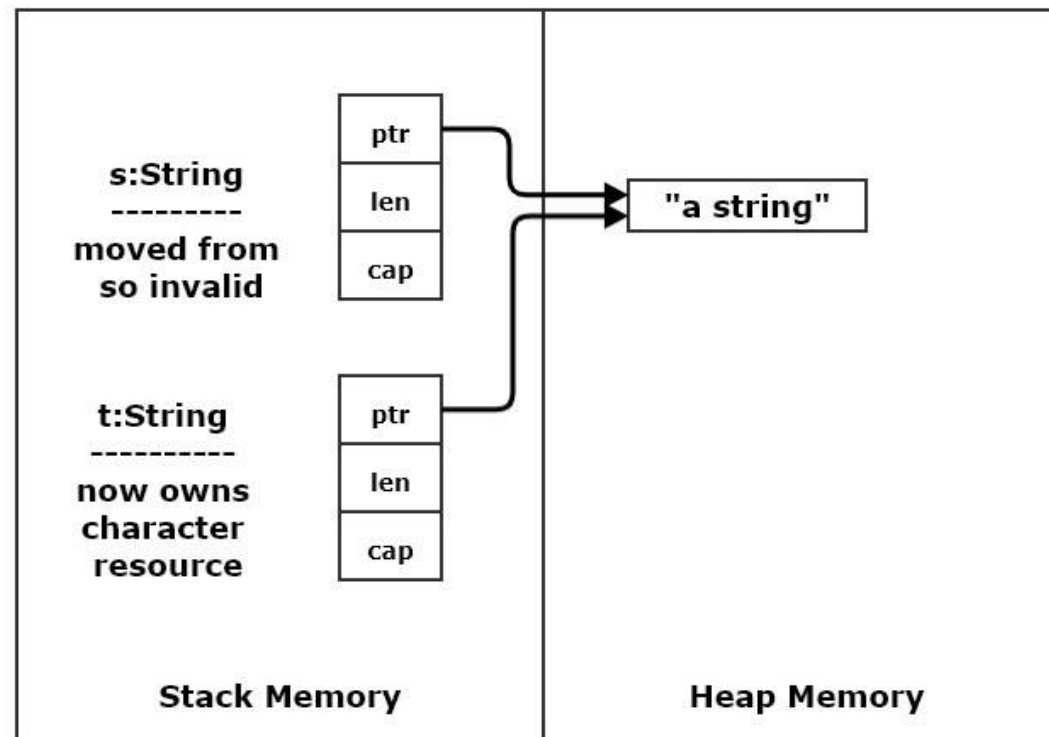 s:String
---------
moved from
so invalid
ptr
len
cap
"a string"
t:String
----------
now owns
character
resource
ptr
len
cap
Stack Memory
Heap Memory